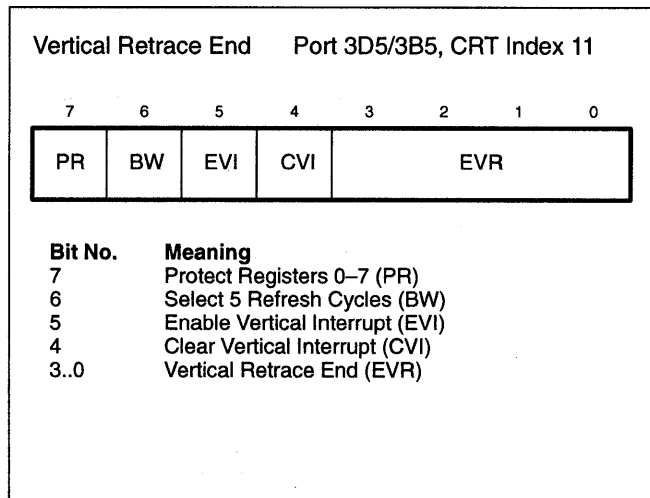 Vertical Retrace End Port 3D5/3B5, CRT Index 11
7 6 5 4 3 2 1 0
PR BW EVI CVI EVR
Bit No. Meaning
7 Protect Registers 0–7 (PR)
6 Select 5 Refresh Cycles (BW)
5 Enable Vertical Interrupt (EVI)
4 Clear Vertical Interrupt (CVI)
3..0 Vertical Retrace End (EVR)